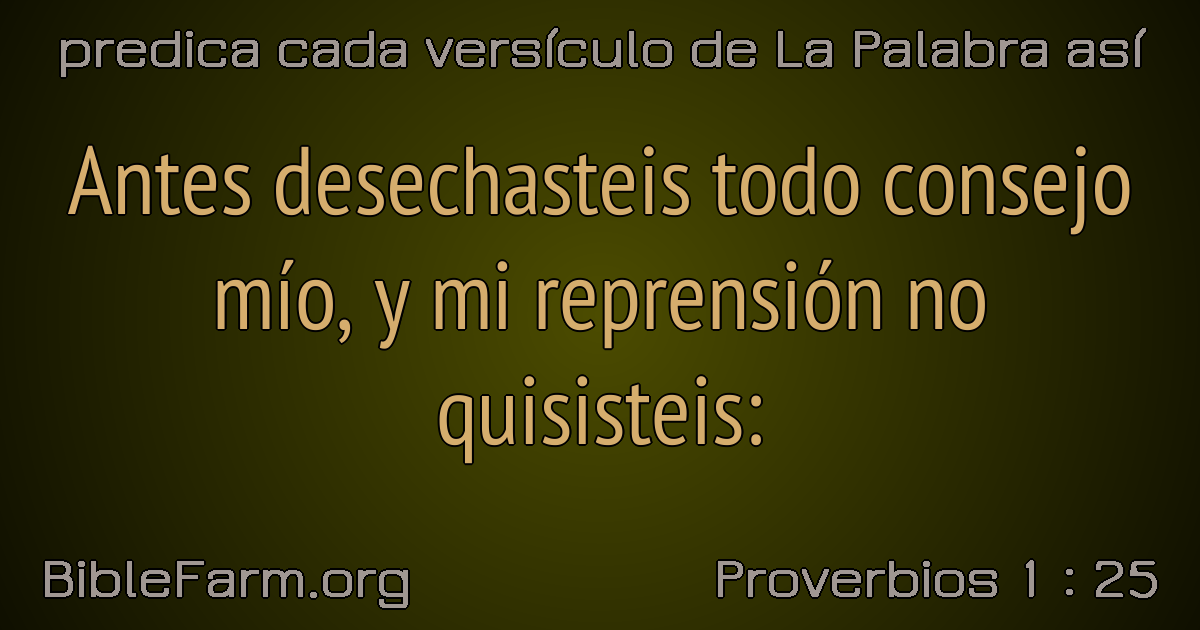 predica cada versículo de La Palabra así
Antes desechasteis todo consejo
mío, y mi reprensión no
quisisteis:
BibleFarm.org
Proverbios 1 : 25